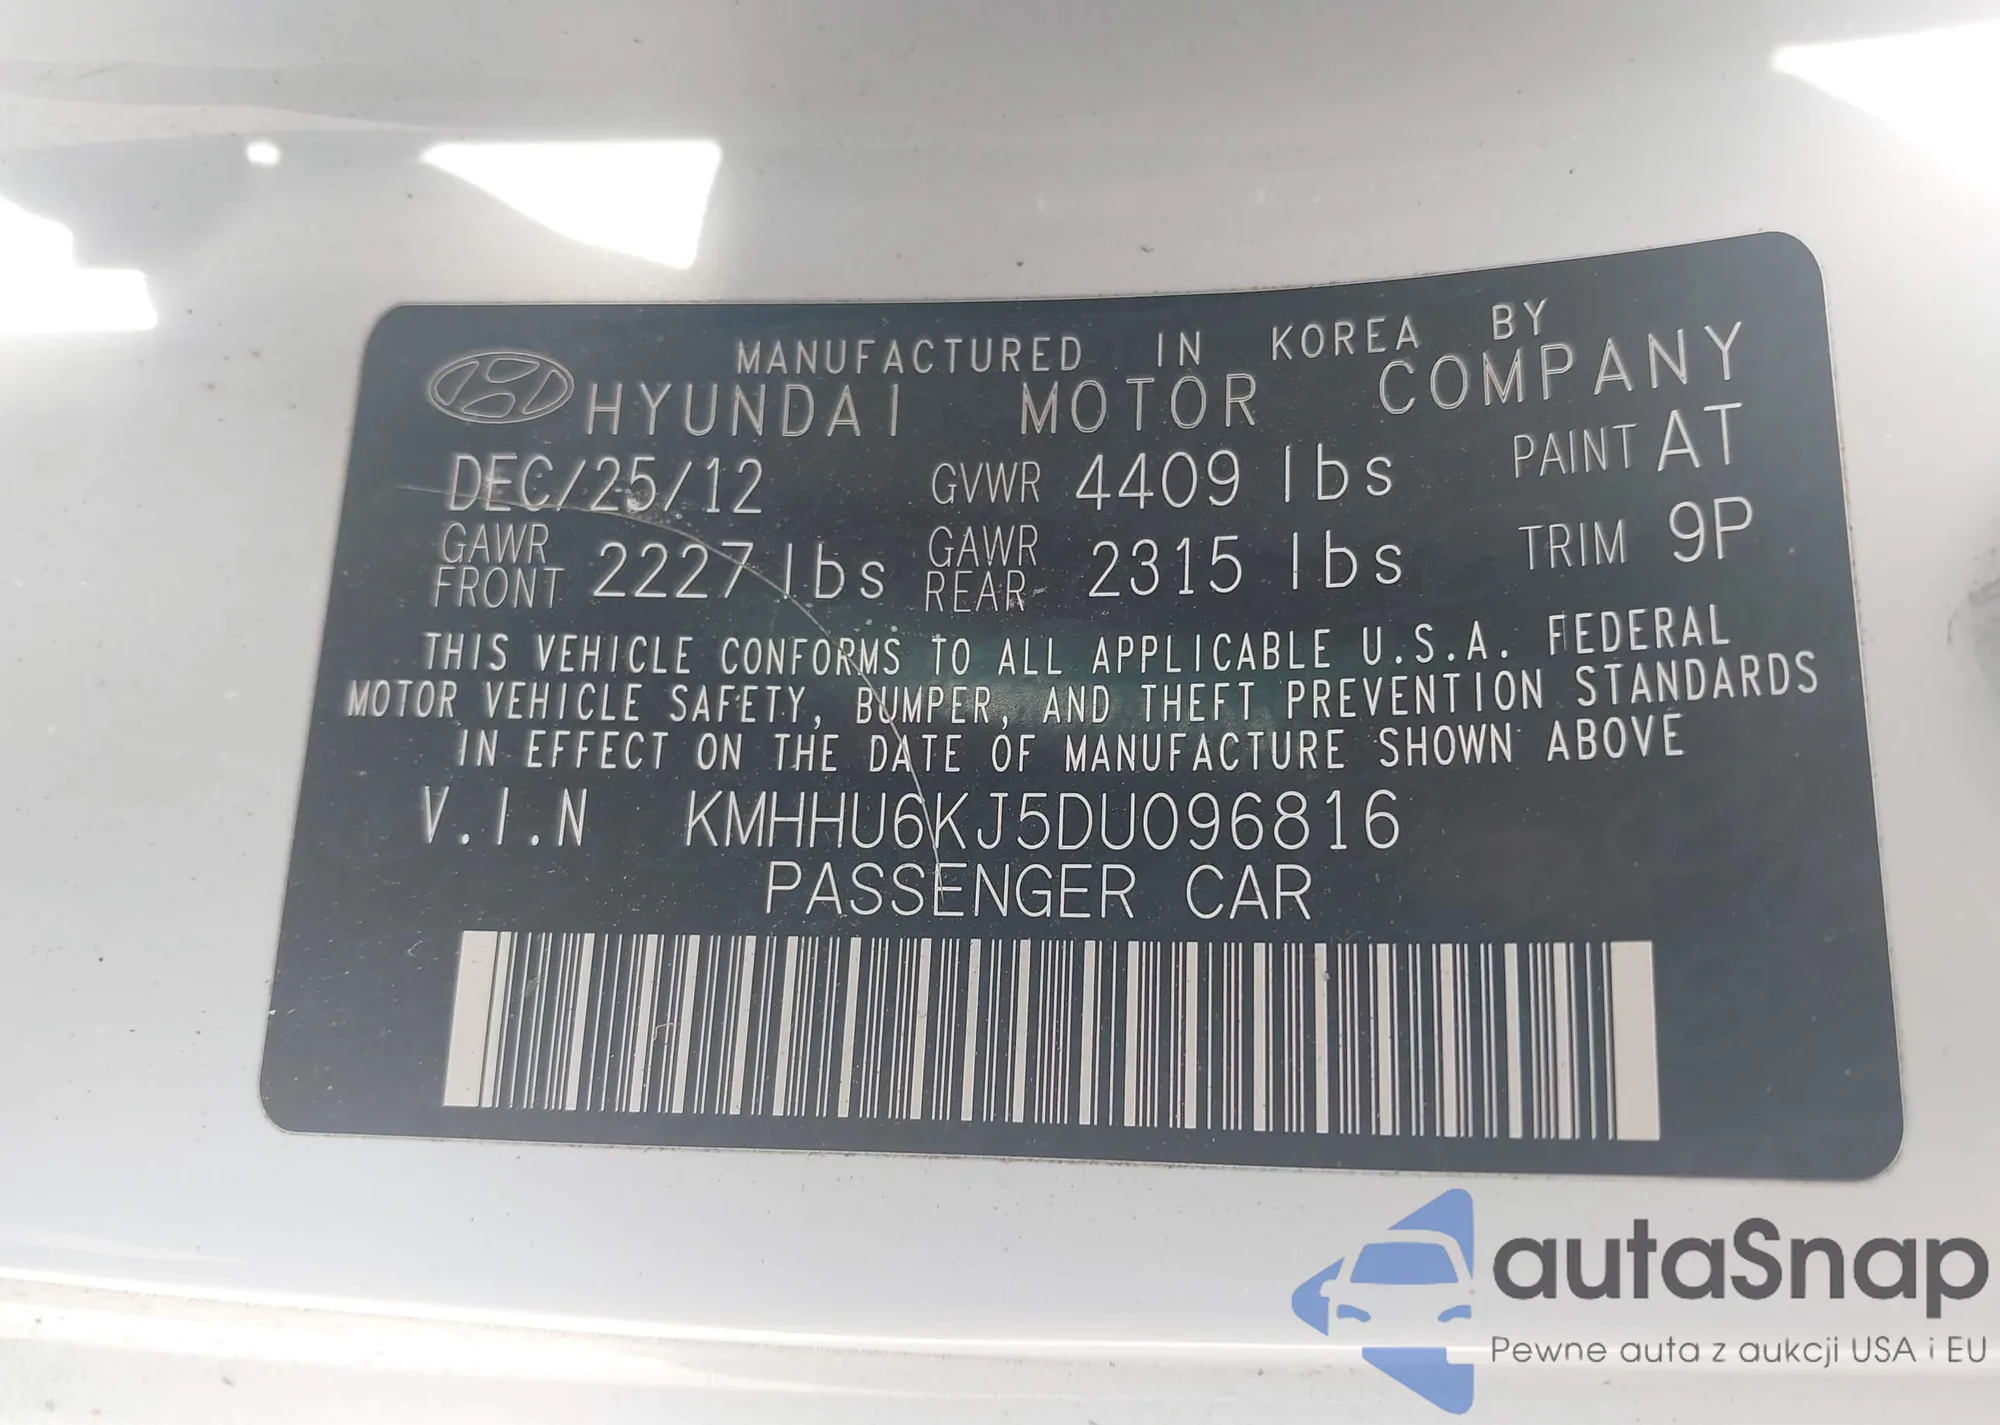 MANUFACTURED IN KOREA BY
HYUNDAI MOTOR COMPANY
DEC/25/12 GVWR 4409 lbs PAINT AT
GAWR FRONT 2227 lbs GAWR REAR 2315 lbs TRIM 9P
THIS VEHICLE CONFORMS TO ALL APPLICABLE U.S.A. FEDERAL
MOTOR VEHICLE SAFETY, BUMPER, AND THEFT PREVENTION STANDARDS
IN EFFECT ON THE DATE OF MANUFACTURE SHOWN ABOVE
V.I.N KMHHU6KJ5DU096816
PASSENGER CAR
autaSnap
Pewne auta z aukcji USA i EU